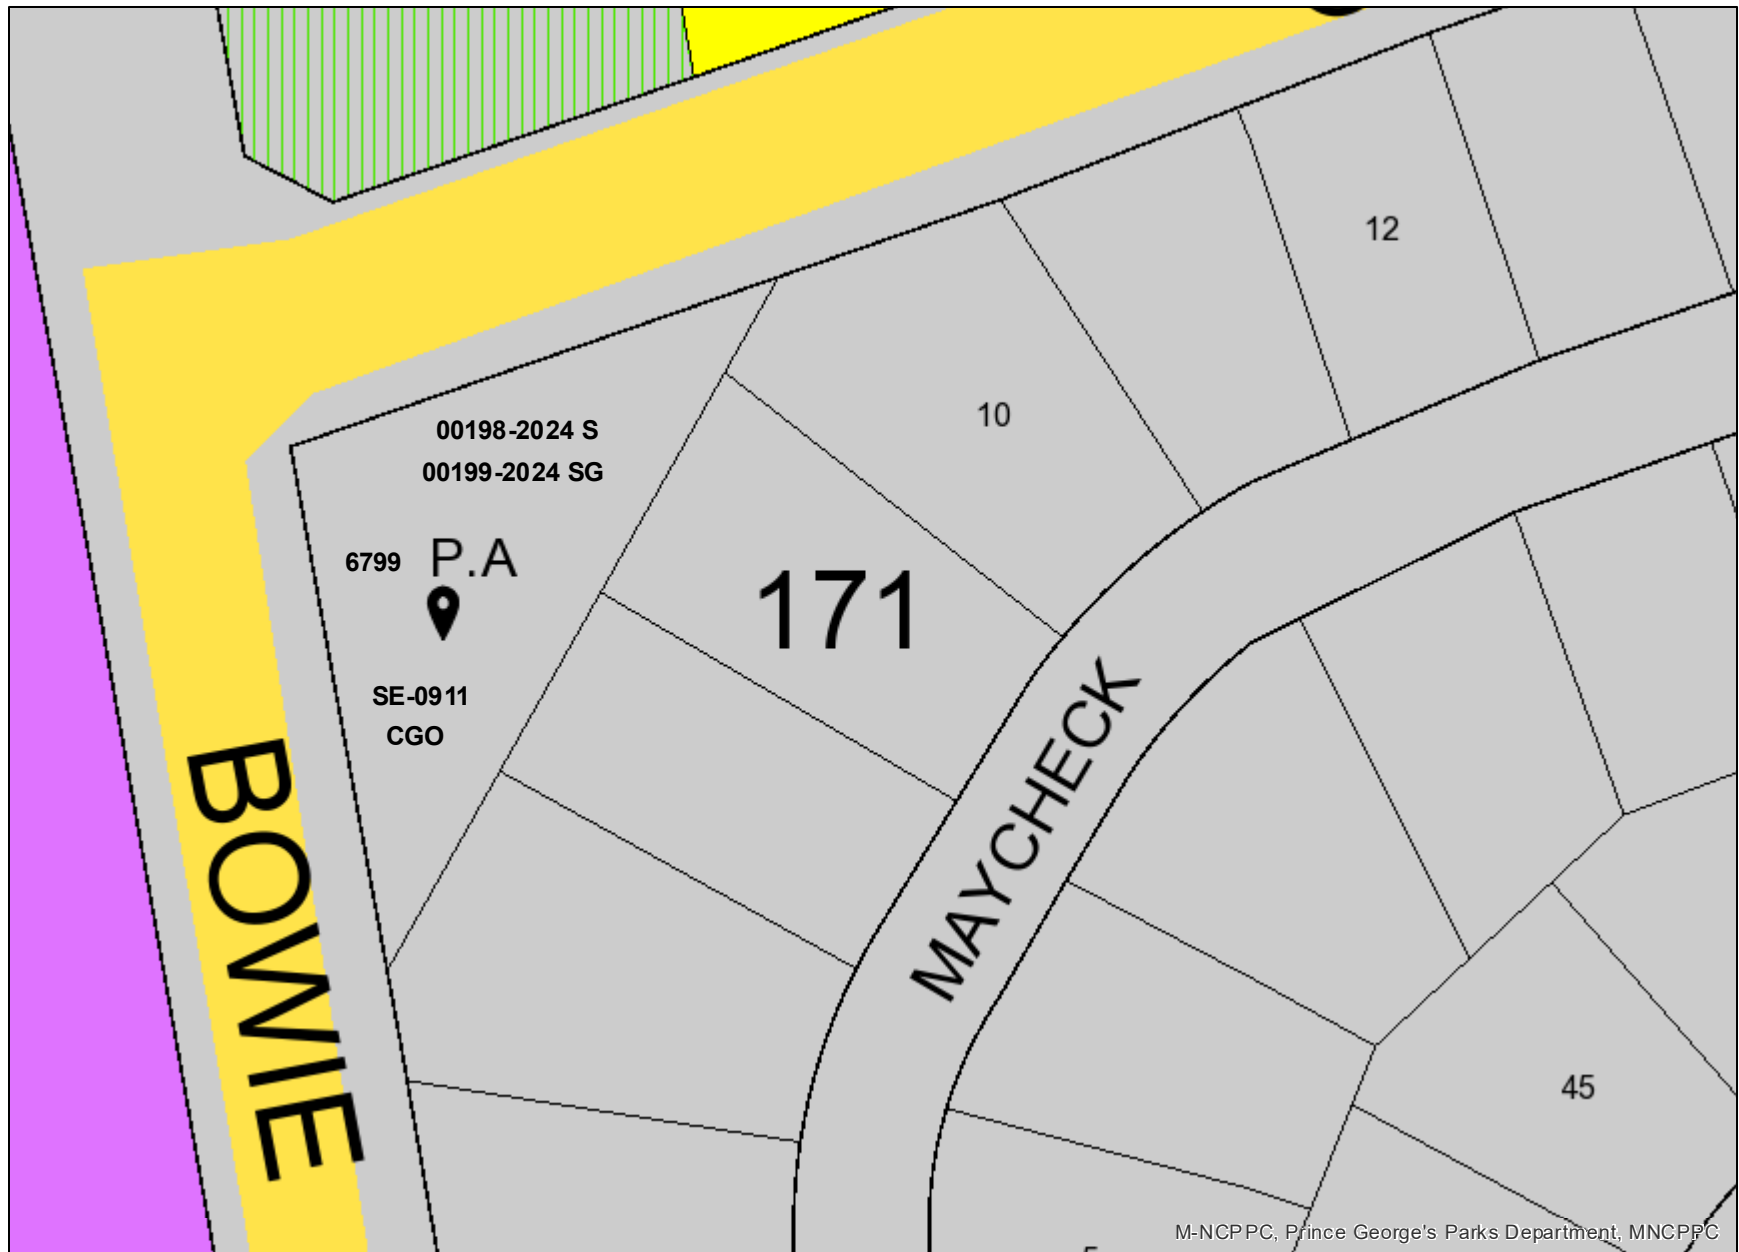 12
10
00198-2024 S
00199-2024 SG
6799 P.A
171
SE-0911
CGO
BOWIE
MAYCHECK
45
M-NCPPC, Prince George's Parks Department, MNCPPC